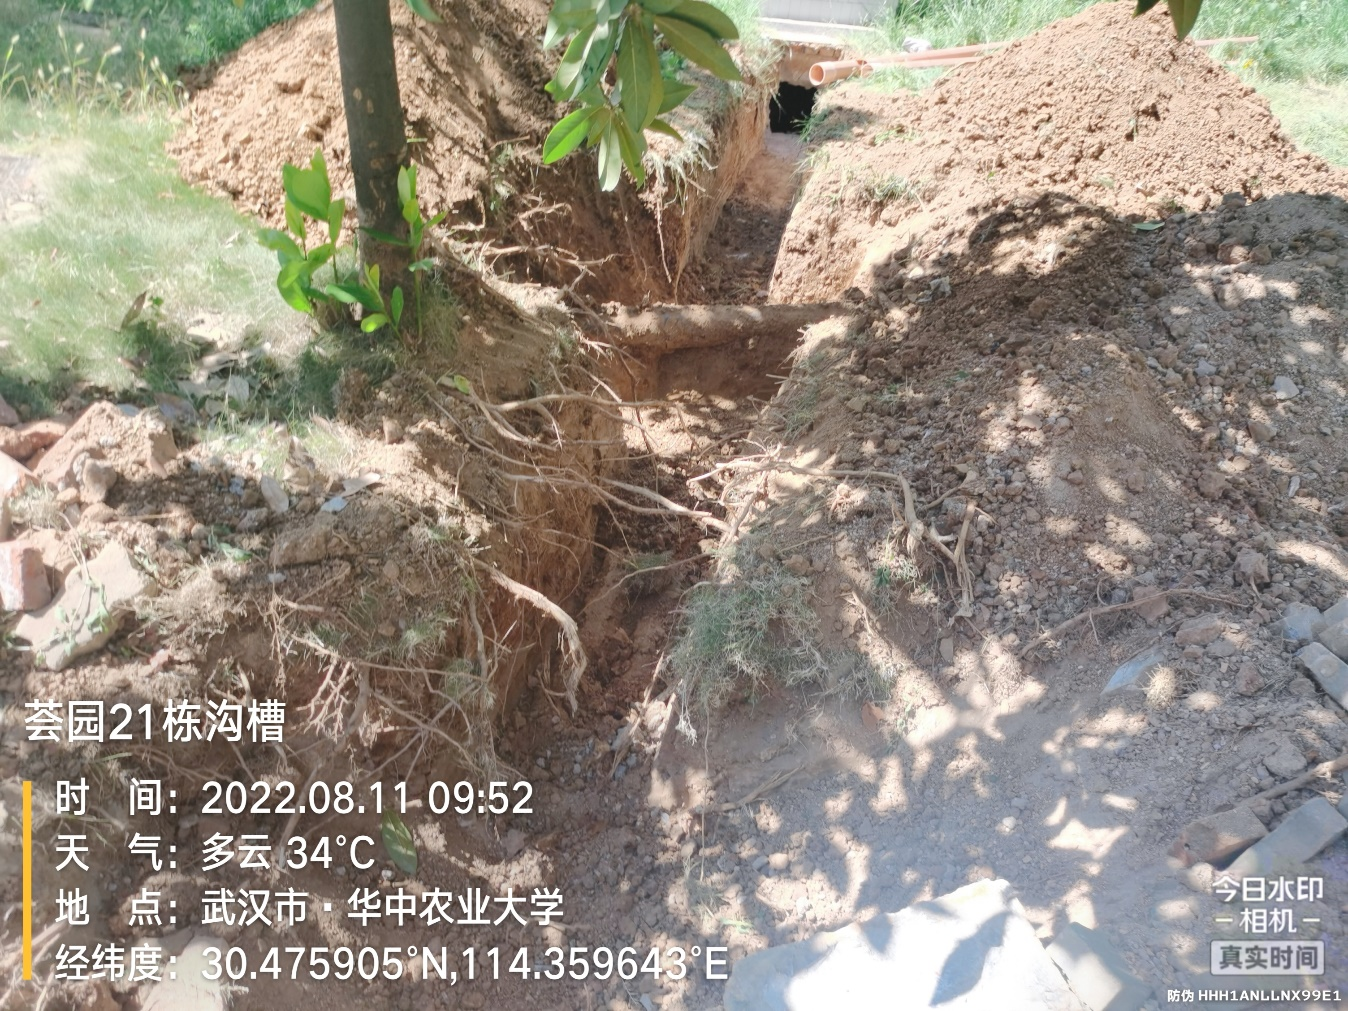 荟园21栋沟槽
时 间：2022.08.11 09:52
天 气：多云 34°C
地 点：武汉市·华中农业大学
经纬度：30.475905°N,114.359643°E
今日水印
相机
真实时间
防伪 HHH1ANLLNX99E1